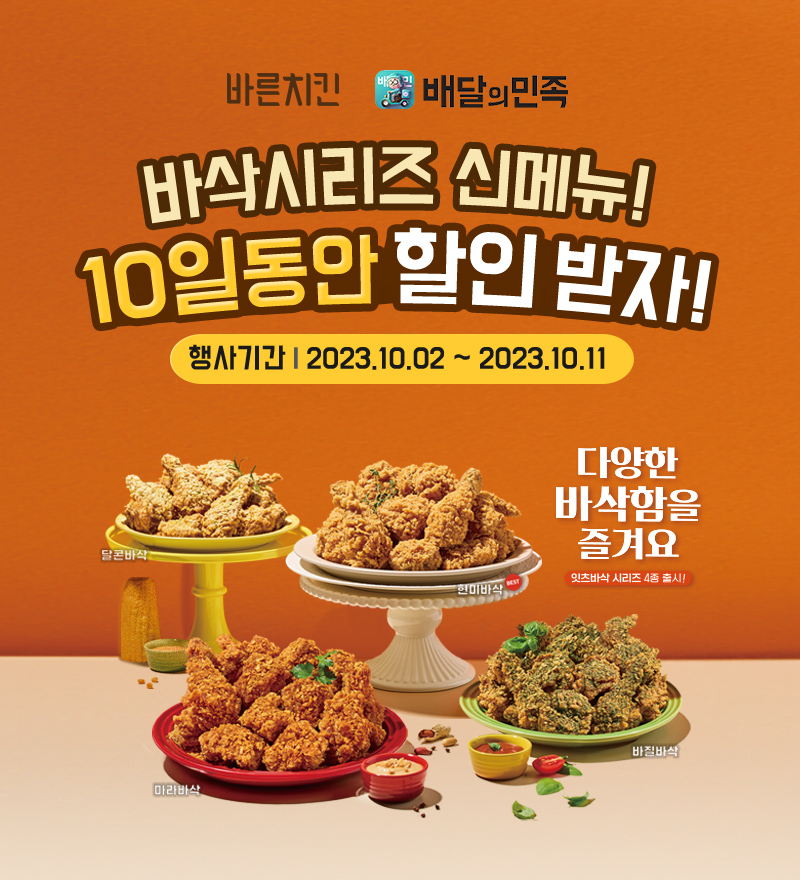 바른치킨 배민 배달의민족
바삭시리즈 신메뉴!
10일동안 할인 받자!
행사기간 | 2023.10.02 ~ 2023.10.11
다양한
바삭함을
즐겨요
잇츠바삭 시리즈 4종 출시!
달콘바삭
현미바삭 BEST
마라바삭
바질바삭